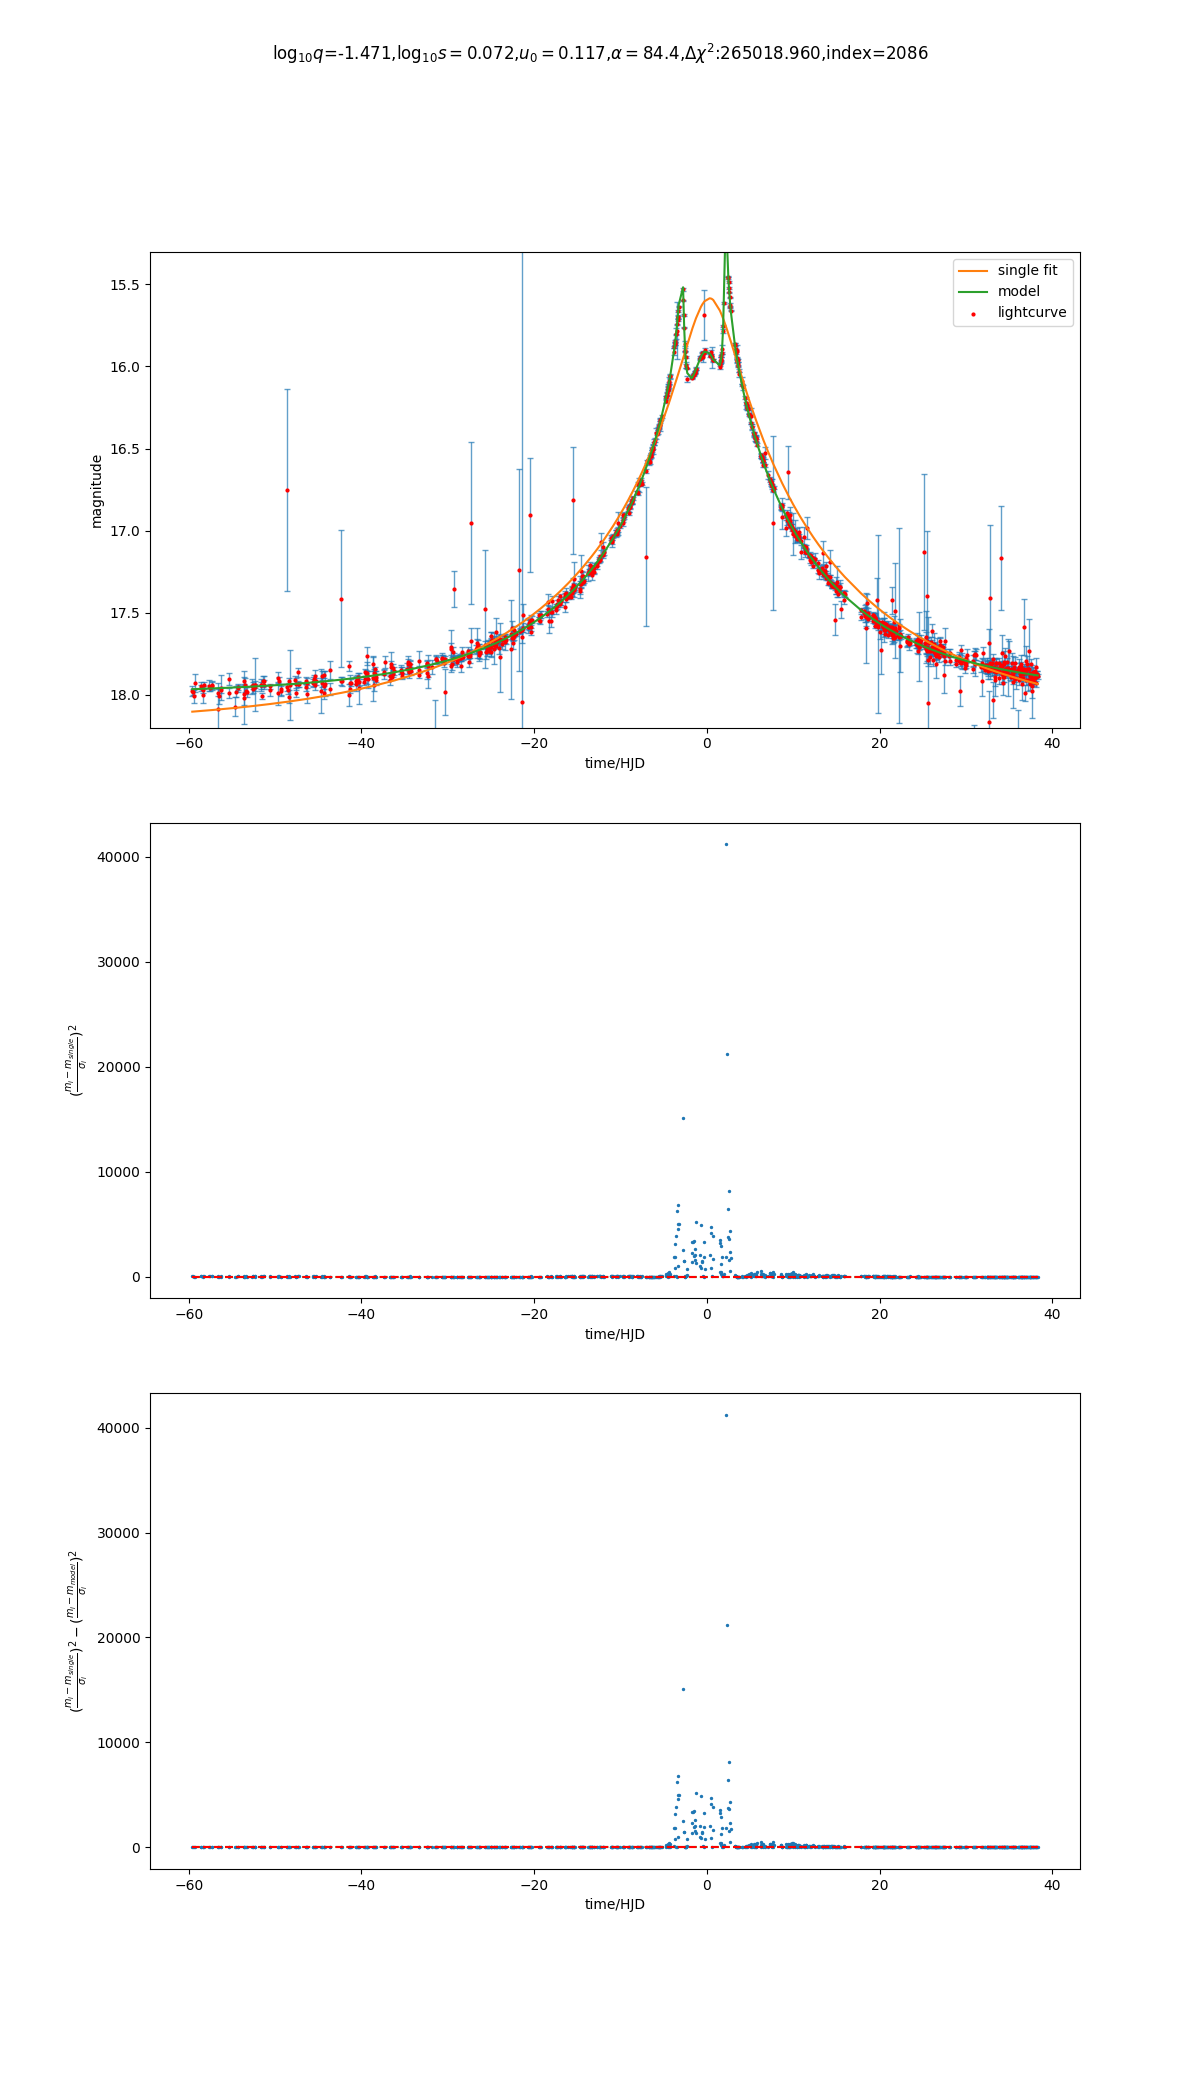 log₁₀q=-1.471,log₁₀s = 0.072,u₀ = 0.117,α = 84.4,Δχ²:265018.960,index=2086
single fit
model
lightcurve
magnitude
15.5
16.0
16.5
17.0
17.5
18.0
−60 −40 −20 0 20 40
time/HJD
((mᵢ − m_single)/σᵢ)²
40000
30000
20000
10000
0
−60 −40 −20 0 20 40
time/HJD
((mᵢ − m_single)/σᵢ)² − ((mᵢ − m_model)/σᵢ)²
40000
30000
20000
10000
0
−60 −40 −20 0 20 40
time/HJD